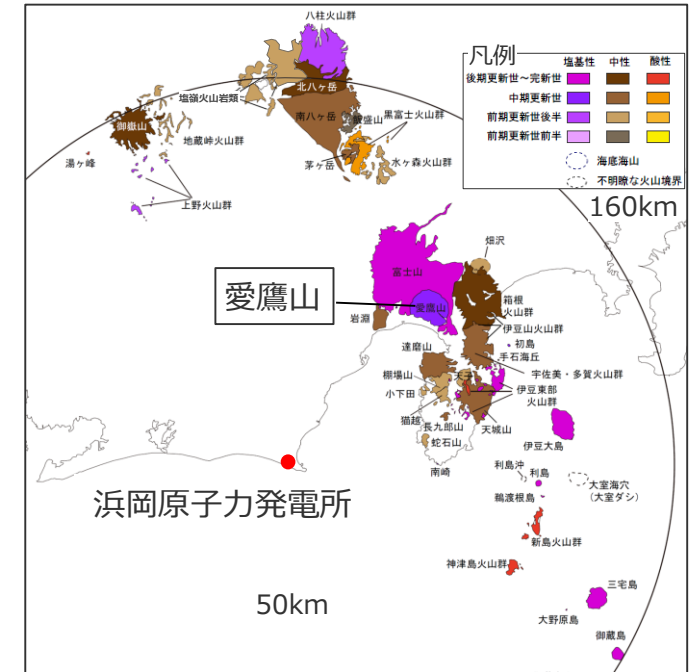 八柱火山群
凡例
塩基性 中性 酸性
後期更新世～完新世
中期更新世
前期更新世後半
前期更新世前半
海底海山
不明瞭な火山境界
160km
塩嶺火山岩類
北八ヶ岳
南八ヶ岳
飯盛山
黒富士火山群
御嶽山
地蔵峠火山群
湯ヶ峰
茅ヶ岳
水ヶ森火山群
上野火山群
畑沢
富士山
愛鷹山
愛鷹山
箱根
火山群
岩淵
伊豆山火山群
初島
達磨山
手石海丘
宇佐美・多賀火山群
棚場山
天子
小下田
伊豆東部
火山群
猫越
長九郎山
天城山
蛇石山
伊豆大島
南崎
利島沖
利島
大室海穴
(大室ダシ)
鵜渡根島
浜岡原子力発電所
新島火山群
神津島火山群
50km
三宅島
大野原島
御蔵島